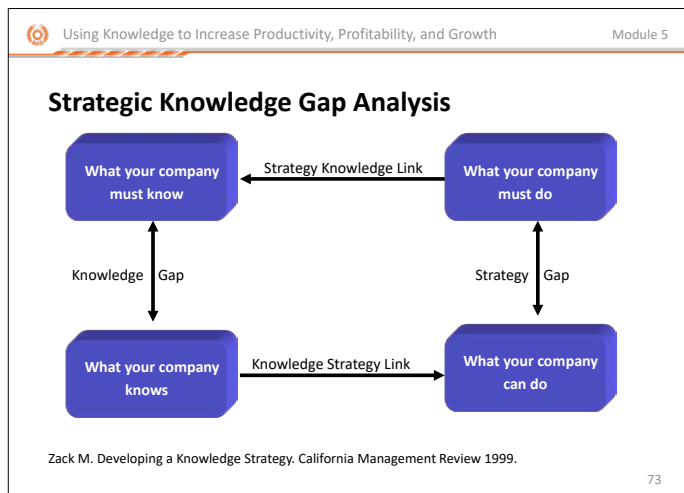 Using Knowledge to Increase Productivity, Profitability, and Growth Module 5
Strategic Knowledge Gap Analysis
What your company
must know
Strategy Knowledge Link
What your company
must do
Knowledge Gap
Strategy Gap
What your company
knows
Knowledge Strategy Link
What your company
can do
Zack M. Developing a Knowledge Strategy. California Management Review 1999.
73